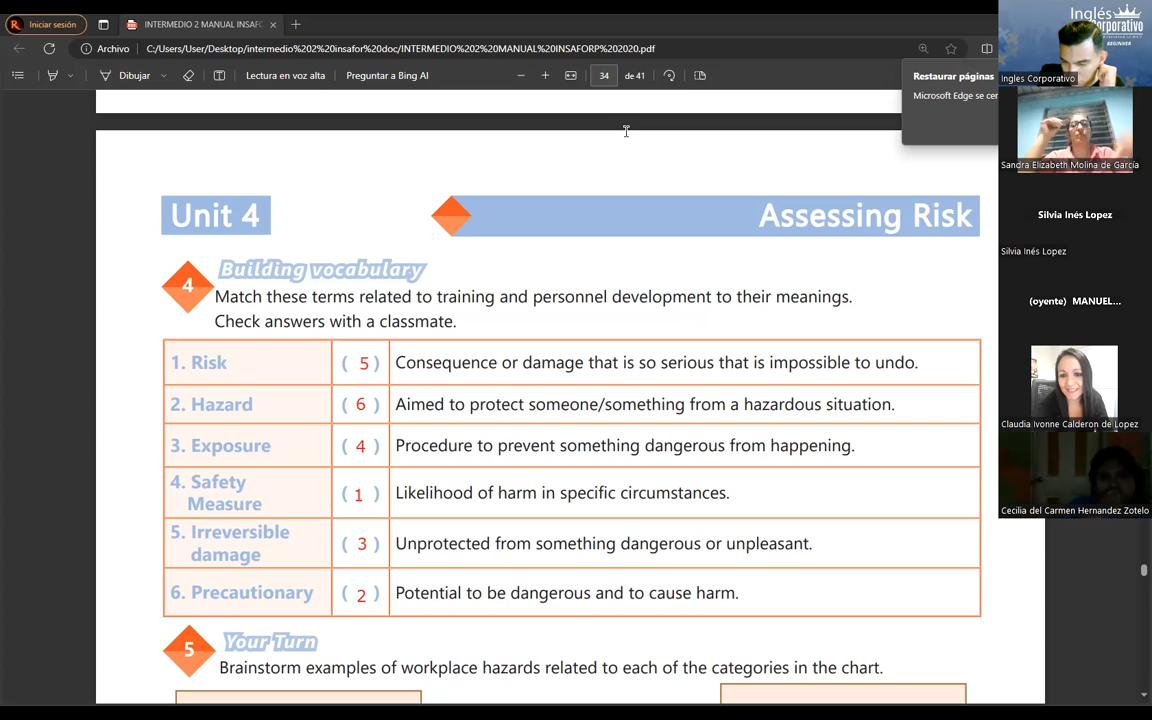 Iniciar sesión
INTERMEDIO 2 MANUAL INSAFO
Archivo
C:/Users/User/Desktop/intermedio%202%20insafor%20doc/INTERMEDIO%202%20MANUAL%20INSAFORP%202020.pdf
Dibujar
Lectura en voz alta
Preguntar a Bing AI
34
de 41
Restaurar páginas
Microsoft Edge se cer
Unit 4
Assessing Risk
4
Building vocabulary
Match these terms related to training and personnel development to their meanings.
Check answers with a classmate.
1. Risk ( 5 ) Consequence or damage that is so serious that is impossible to undo.
2. Hazard ( 6 ) Aimed to protect someone/something from a hazardous situation.
3. Exposure ( 4 ) Procedure to prevent something dangerous from happening.
4. Safety
Measure ( 1 ) Likelihood of harm in specific circumstances.
5. Irreversible
damage ( 3 ) Unprotected from something dangerous or unpleasant.
6. Precautionary ( 2 ) Potential to be dangerous and to cause harm.
5
Your Turn
Brainstorm examples of workplace hazards related to each of the categories in the chart.
Inglés
Corporativo
BEGINNER
Ingles Corporativo
Sandra Elizabeth Molina de García
Silvia Inés Lopez
Silvia Inés Lopez
(oyente) MANUEL...
Claudia Ivonne Calderon de Lopez
Cecilia del Carmen Hernandez Zotelo